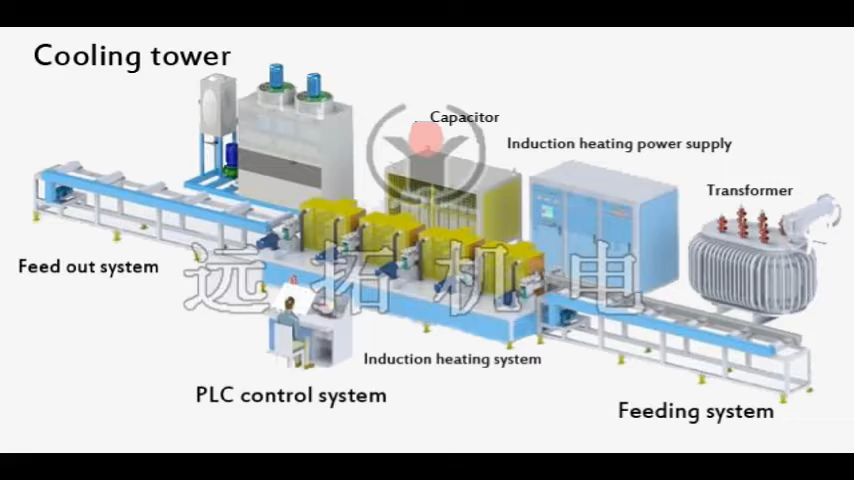 Cooling tower
Capacitor
Induction heating power supply
Transformer
Feed out system
远拓机电
Induction heating system
PLC control system
Feeding system